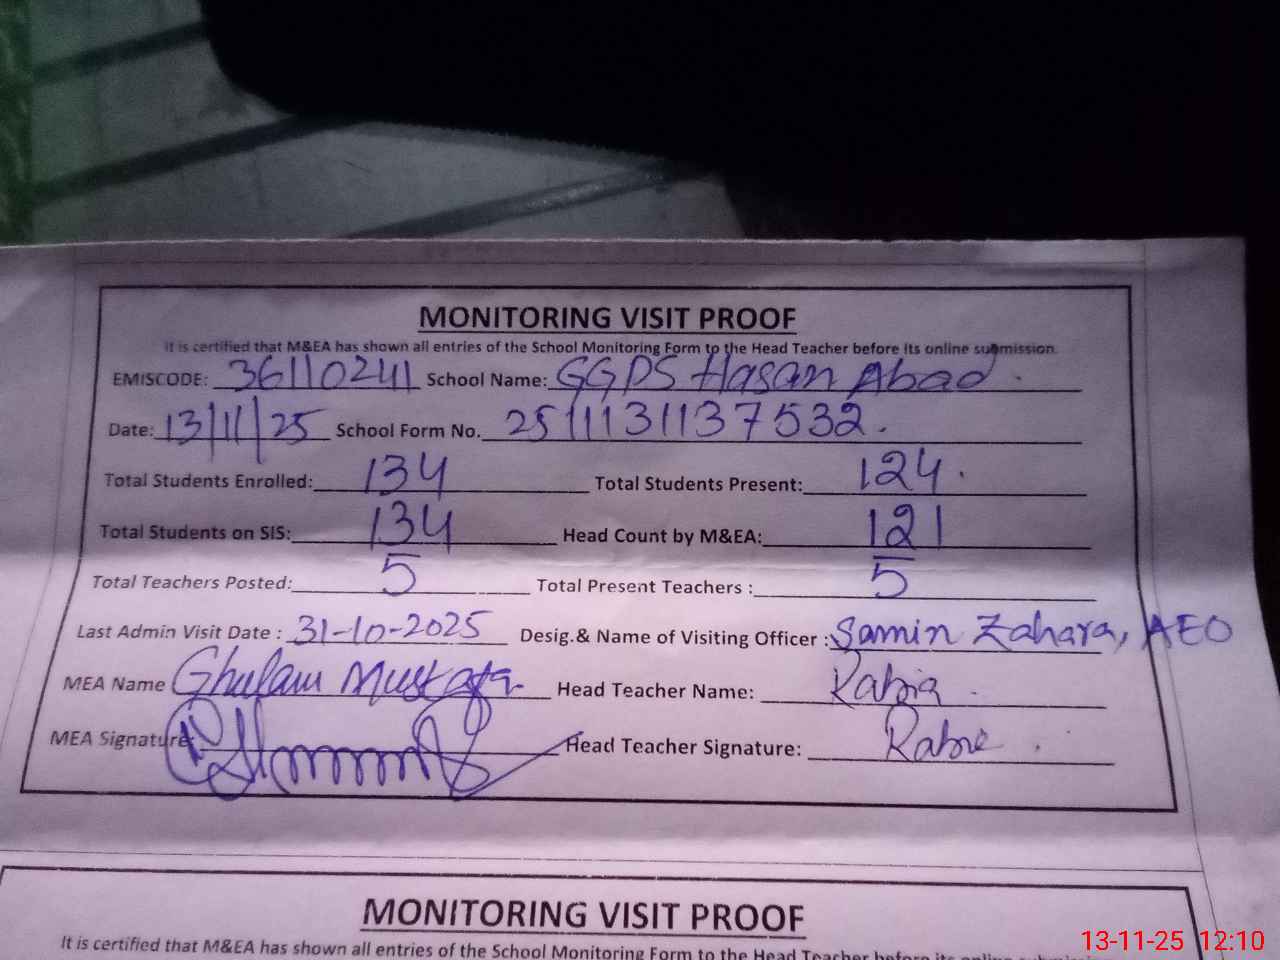 MONITORING VISIT PROOF
It is certified that M&EA has shown all entries of the School Monitoring Form to the Head Teacher before its online submission.
EMISCODE: 36110241 School Name: GGPS Hasan Abad
Date: 13/11/25 School Form No. 2511131137532.
Total Students Enrolled: 134 Total Students Present: 124.
Total Students on SIS: 134 Head Count by M&EA: 121
Total Teachers Posted: 5 Total Present Teachers : 5
Last Admin Visit Date : 31-10-2025 Desig.& Name of Visiting Officer : Samin Zahara, AEO
MEA Name Ghulam Mustafa Head Teacher Name: Rabia
MEA Signature: Head Teacher Signature: Rabia
MONITORING VISIT PROOF
It is certified that M&EA has shown all entries of the School Monitoring Form to the Head Teacher before its online submission
13-11-25 12:10